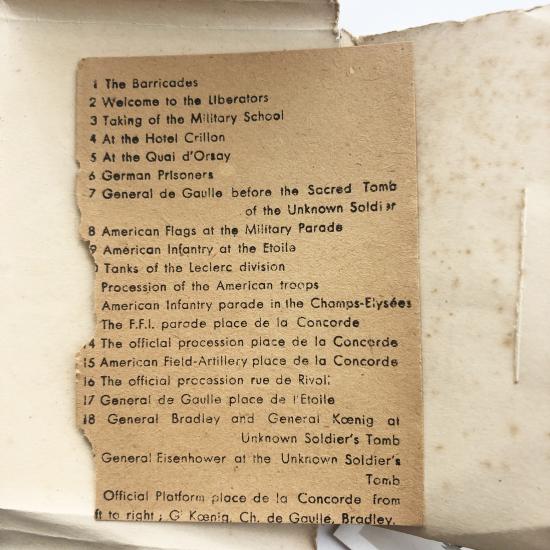 1 The Barricades
2 Welcome to the Liberators
3 Taking of the Military School
4 At the Hotel Crillon
5 At the Quai d'Orsay
6 German Prisoners
7 General de Gaulle before the Sacred Tomb
of the Unknown Soldier
8 American Flags at the Military Parade
9 American Infantry at the Etoile
Tanks of the Leclerc division
Procession of the American troops
American Infantry parade in the Champs-Elysées
The F.F.I. parade place de la Concorde
14 The official procession place de la Concorde
15 American Field-Artillery place de la Concorde
16 The official procession rue de Rivoli
17 General de Gaulle place de l'Etoile
18 General Bradley and General Kœnig at
Unknown Soldier's Tomb
General Eisenhower at the Unknown Soldier's
Tomb
Official Platform place de la Concorde from
ft to right ; Gl Kœnig, Ch. de Gaulle, Bradley,